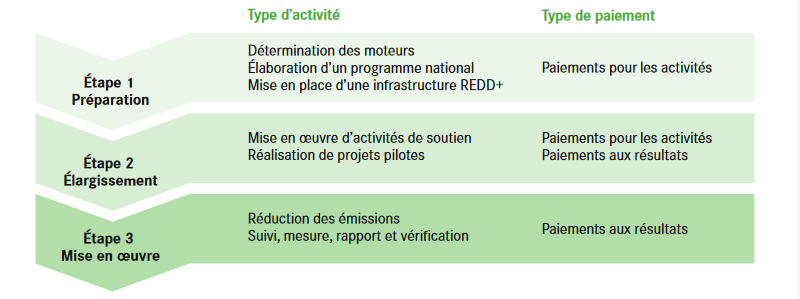 Type d'activité
Type de paiement
Étape 1
Préparation
Détermination des moteurs
Élaboration d'un programme national
Mise en place d'une infrastructure REDD+
Paiements pour les activités
Étape 2
Élargissement
Mise en œuvre d'activités de soutien
Réalisation de projets pilotes
Paiements pour les activités
Paiements aux résultats
Étape 3
Mise en œuvre
Réduction des émissions
Suivi, mesure, rapport et vérification
Paiements aux résultats